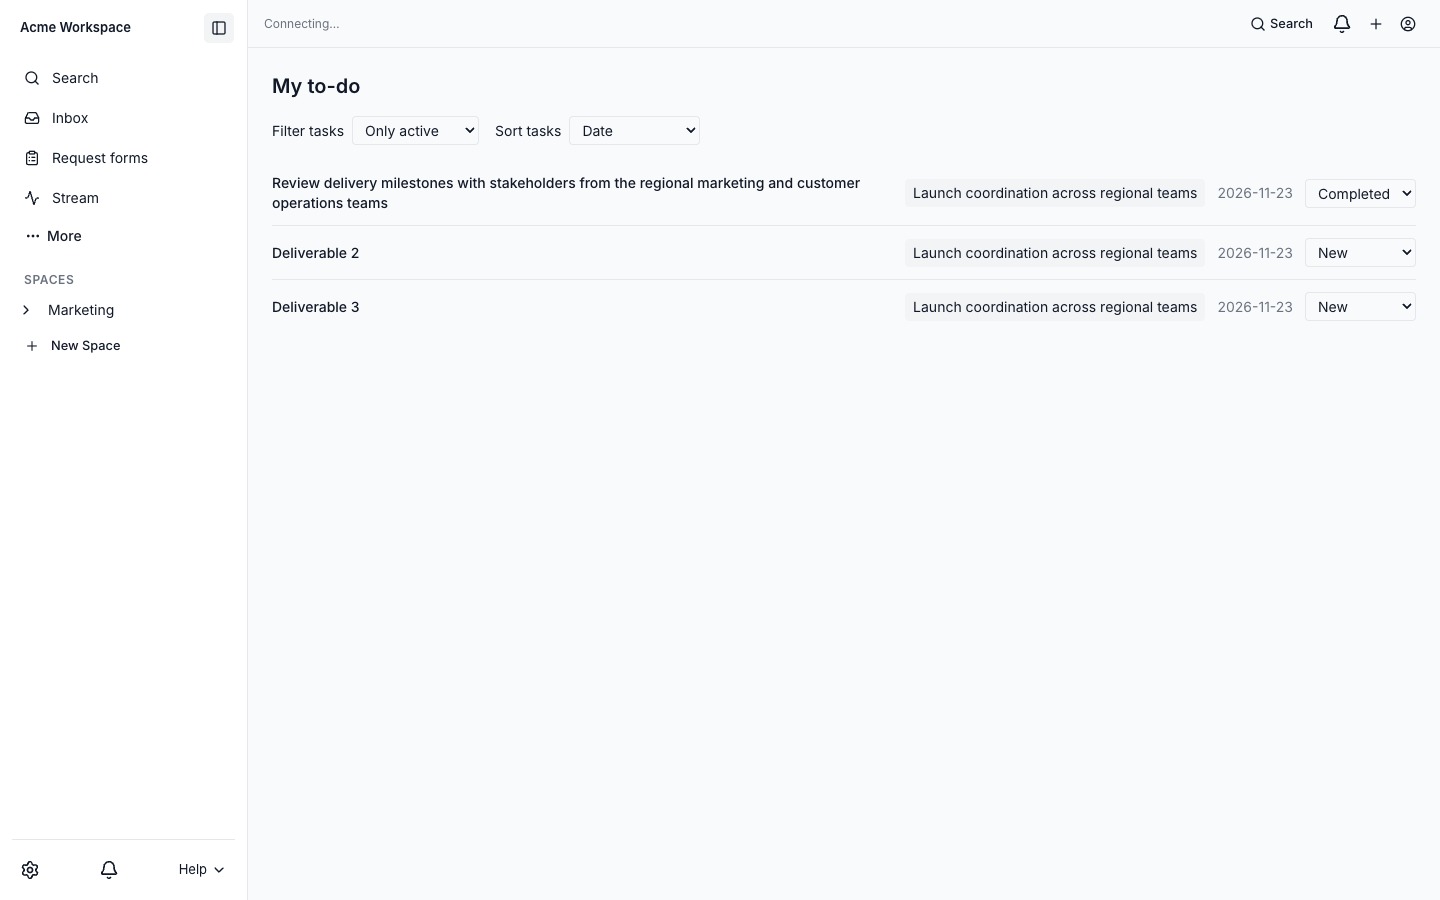 Acme Workspace
Search
Inbox
Request forms
Stream
More
SPACES
Marketing
New Space
Help
Connecting...
Search
My to-do
Filter tasks
Only active
Sort tasks
Date
Review delivery milestones with stakeholders from the regional marketing and customer
operations teams
Launch coordination across regional teams
2026-11-23
Completed
Deliverable 2
Launch coordination across regional teams
2026-11-23
New
Deliverable 3
Launch coordination across regional teams
2026-11-23
New